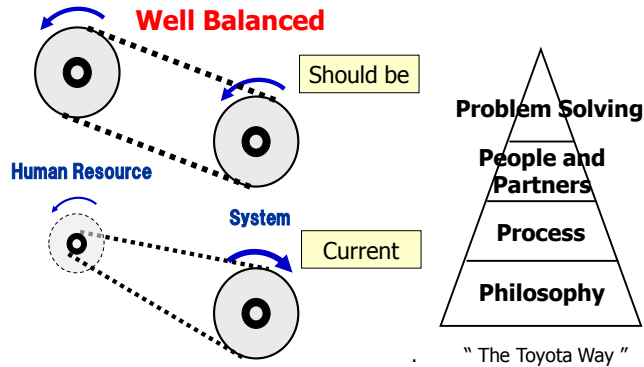 Well Balanced
Should be
Human Resource
System
Current
Problem Solving
People and
Partners
Process
Philosophy
. “ The Toyota Way ”